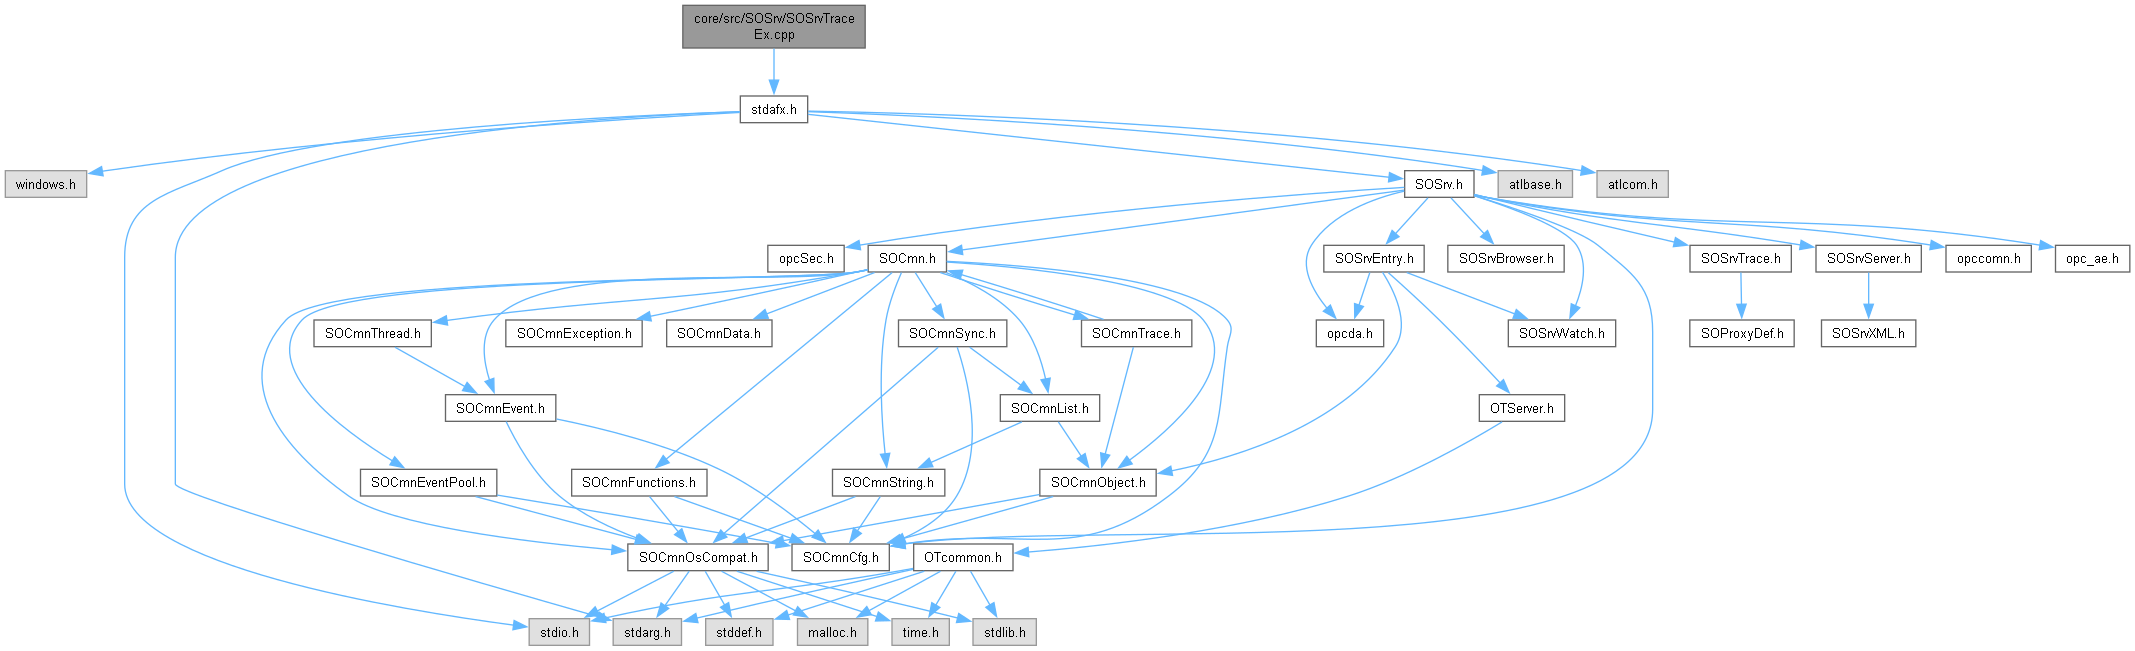 core/src/SOSrv/SOSrvTrace
Ex.cpp
stdafx.h
windows.h
SOSrv.h
atlbase.h
atlcom.h
opcSec.h
SOCmn.h
SOSrvEntry.h
SOSrvBrowser.h
SOSrvTrace.h
SOSrvServer.h
opccomn.h
opc_ae.h
SOCmnThread.h
SOCmnException.h
SOCmnData.h
SOCmnSync.h
SOCmnTrace.h
opcda.h
SOSrvWatch.h
SOProxyDef.h
SOSrvXML.h
SOCmnEvent.h
SOCmnList.h
OTServer.h
SOCmnEventPool.h
SOCmnFunctions.h
SOCmnString.h
SOCmnObject.h
SOCmnOsCompat.h
SOCmnCfg.h
OTcommon.h
stdio.h
stdarg.h
stddef.h
malloc.h
time.h
stdlib.h